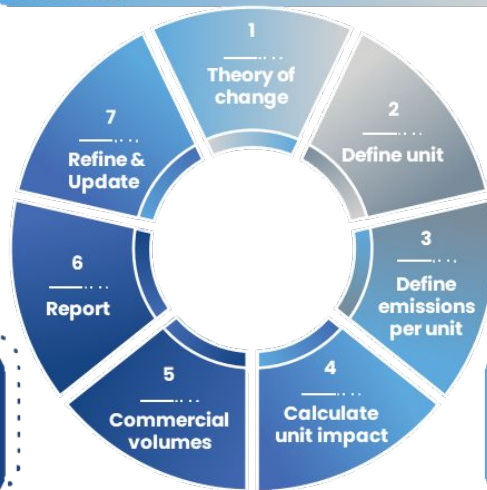 1
Theory of
change
2
Define unit
3
Define
emissions
per unit
4
Calculate
unit impact
5
Commercial
volumes
6
Report
7
Refine &
Update